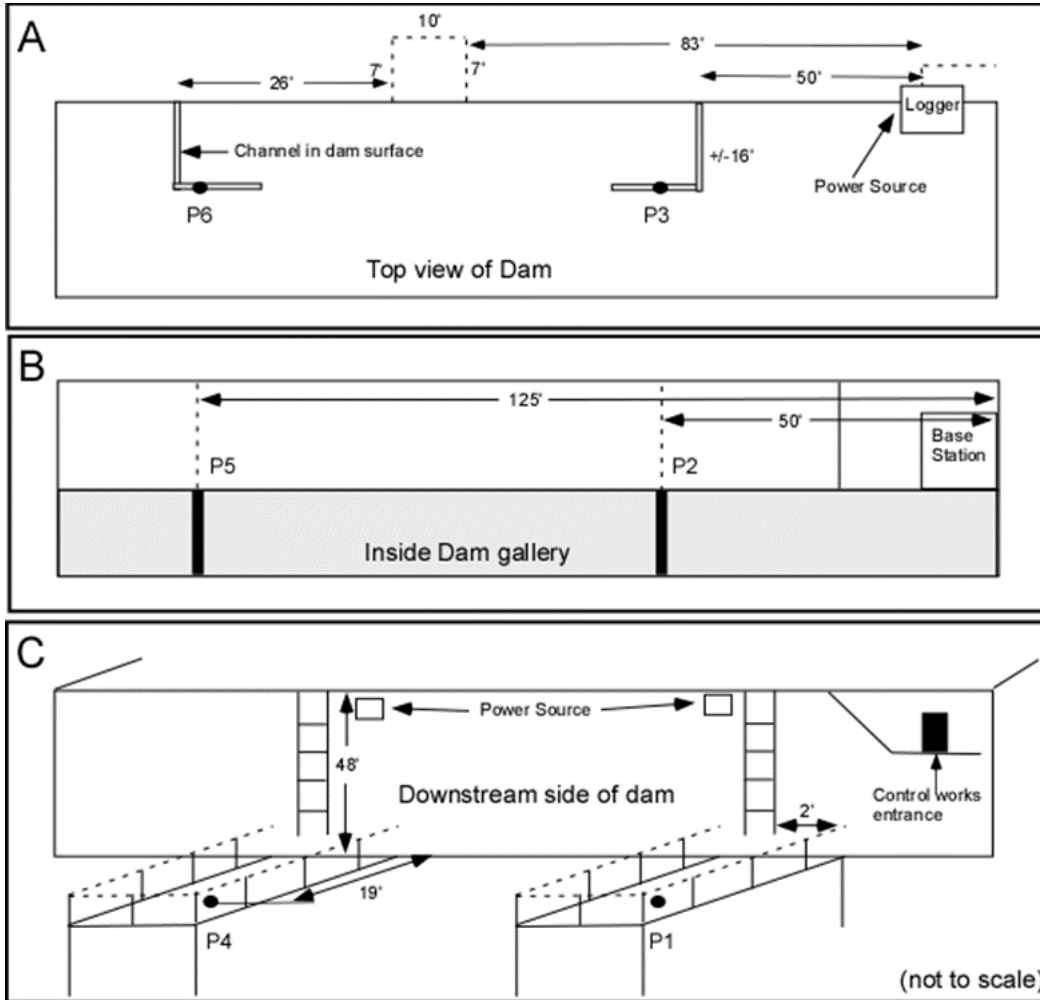 A
10'
83'
26'
7'
7'
50'
Logger
Channel in dam surface
+/-16'
Power Source
P6
P3
Top view of Dam
B
125'
50'
Base
Station
P5
P2
Inside Dam gallery
C
Power Source
48'
Downstream side of dam
Control works
entrance
2'
19'
P4
P1
(not to scale)